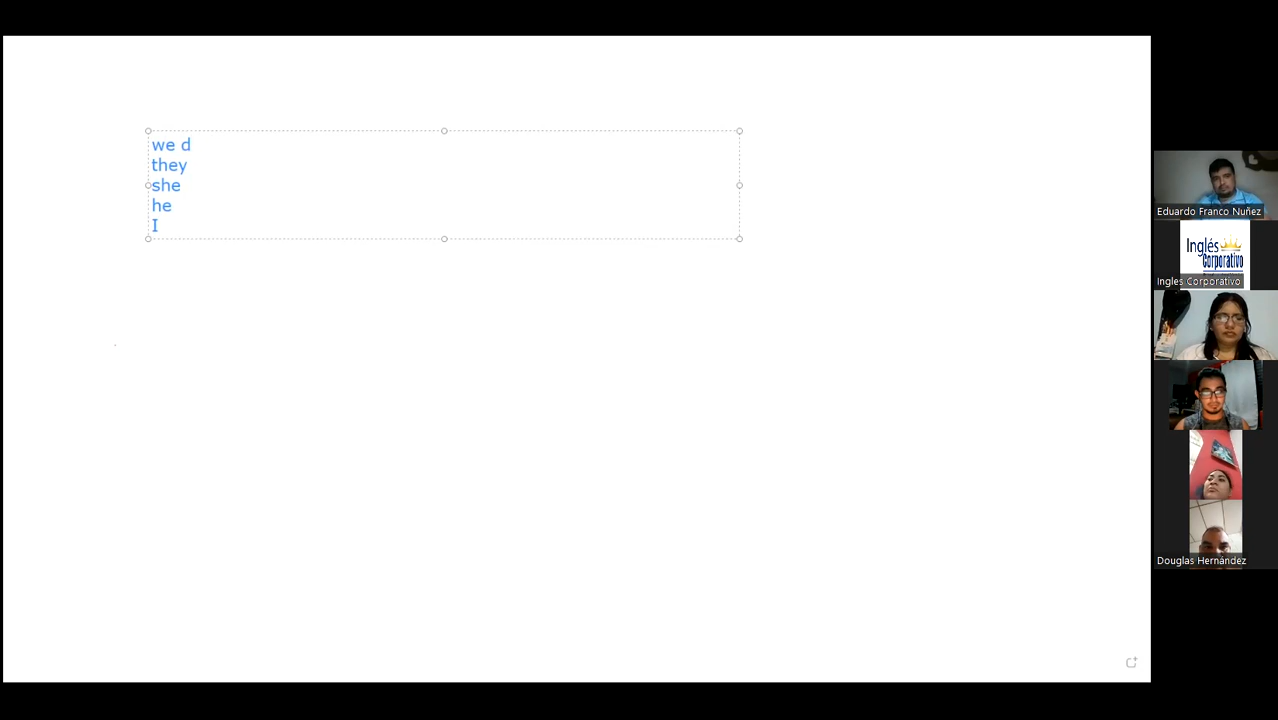 we d
they
she
he
I
Eduardo Franco Nuñez
Inglés
Corporativo
Ingles Corporativo
Douglas Hernández